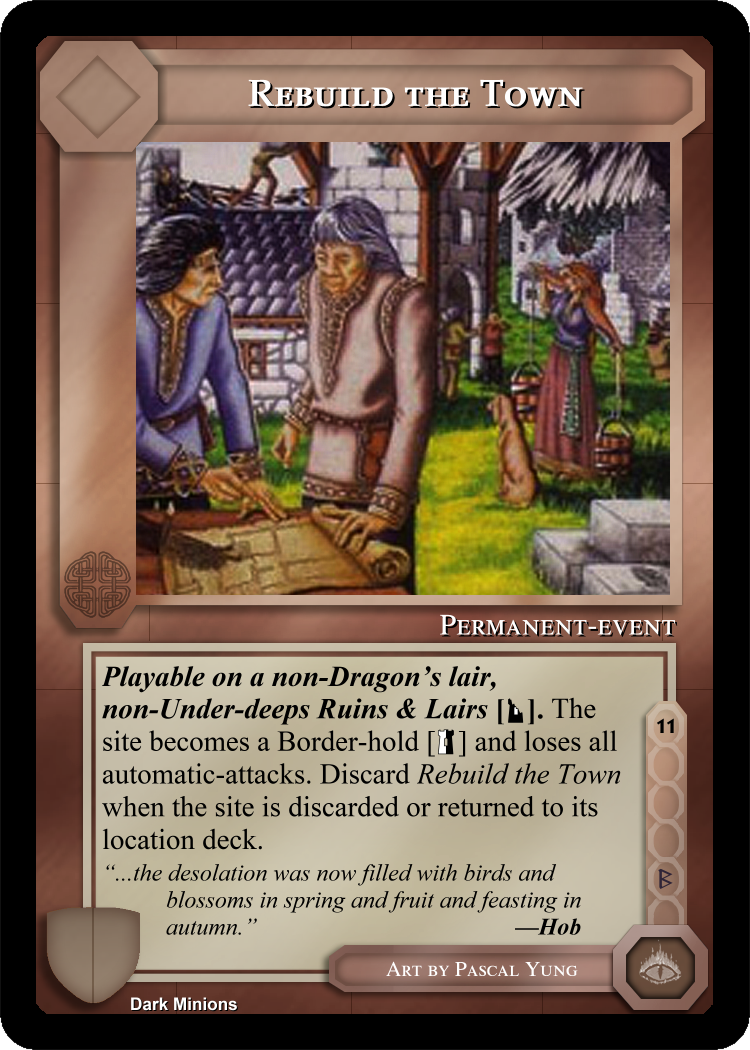 Rebuild the Town
Permanent-event
Playable on a non-Dragon’s lair,
non-Under-deeps Ruins & Lairs [ ]. The
site becomes a Border-hold [ ] and loses all
automatic-attacks. Discard Rebuild the Town
when the site is discarded or returned to its
location deck.
“...the desolation was now filled with birds and
blossoms in spring and fruit and feasting in
autumn.” —Hob
11
B
Art by Pascal Yung
Dark Minions